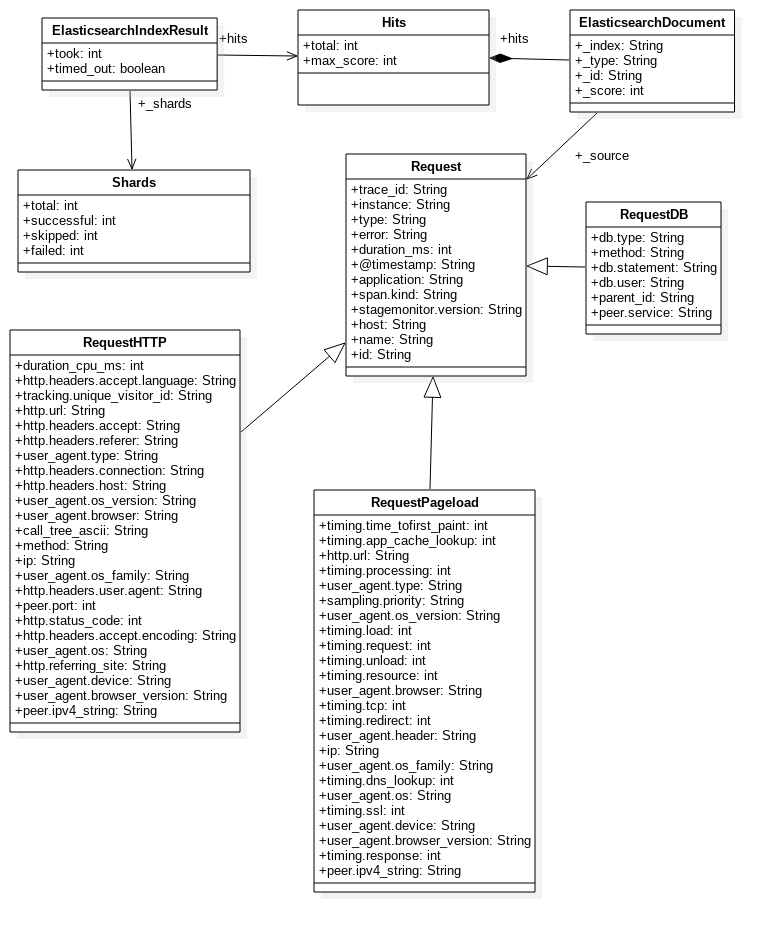 ElasticsearchIndexResult
+took: int
+timed_out: boolean
+hits
Hits
+total: int
+max_score: int
+hits
ElasticsearchDocument
+_index: String
+_type: String
+_id: String
+_score: int
+_shards
+_source
Shards
+total: int
+successful: int
+skipped: int
+failed: int
Request
+trace_id: String
+instance: String
+type: String
+error: String
+duration_ms: int
+@timestamp: String
+application: String
+span.kind: String
+stagemonitor.version: String
+host: String
+name: String
+id: String
RequestDB
+db.type: String
+method: String
+db.statement: String
+db.user: String
+parent_id: String
+peer.service: String
RequestHTTP
+duration_cpu_ms: int
+http.headers.accept.language: String
+tracking.unique_visitor_id: String
+http.url: String
+http.headers.accept: String
+http.headers.referer: String
+user_agent.type: String
+http.headers.connection: String
+http.headers.host: String
+user_agent.os_version: String
+user_agent.browser: String
+call_tree_ascii: String
+method: String
+ip: String
+user_agent.os_family: String
+http.headers.user.agent: String
+peer.port: int
+http.status_code: int
+http.headers.accept.encoding: String
+user_agent.os: String
+http.referring_site: String
+user_agent.device: String
+user_agent.browser_version: String
+peer.ipv4_string: String
RequestPageload
+timing.time_tofirst_paint: int
+timing.app_cache_lookup: int
+http.url: String
+timing.processing: int
+user_agent.type: String
+sampling.priority: String
+user_agent.os_version: String
+timing.load: int
+timing.request: int
+timing.unload: int
+timing.resource: int
+user_agent.browser: String
+timing.tcp: int
+timing.redirect: int
+user_agent.header: String
+ip: String
+user_agent.os_family: String
+timing.dns_lookup: int
+user_agent.os: String
+timing.ssl: int
+user_agent.device: String
+user_agent.browser_version: String
+timing.response: int
+peer.ipv4_string: String